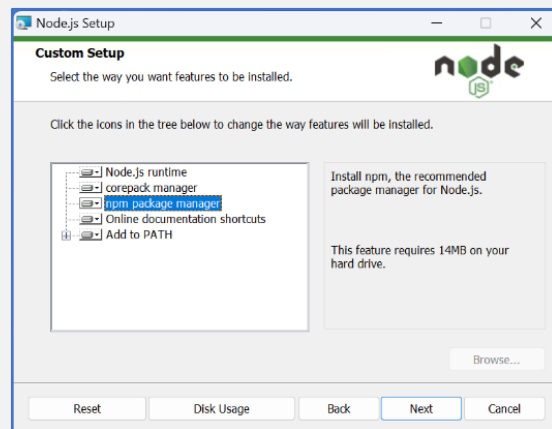 Node.js Setup
Custom Setup
Select the way you want features to be installed.
node
JS
Click the icons in the tree below to change the way features will be installed.
Node.js runtime
corepack manager
npm package manager
Online documentation shortcuts
Add to PATH
Install npm, the recommended
package manager for Node.js.
This feature requires 14MB on your
hard drive.
Browse...
Reset
Disk Usage
Back
Next
Cancel